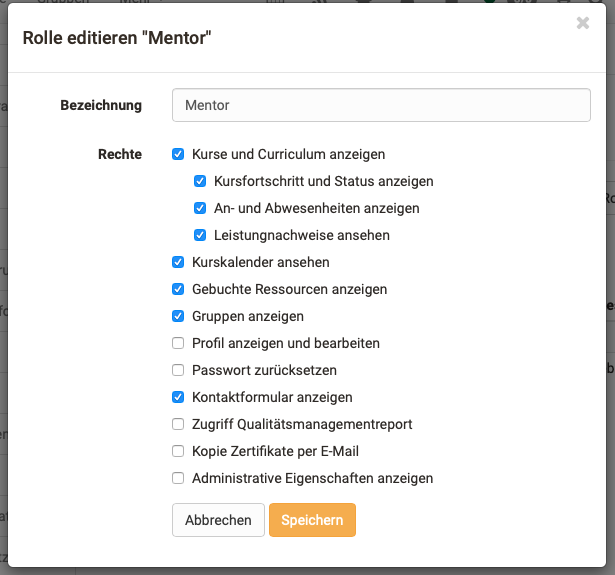 Rolle editieren "Mentor"
Bezeichnung
Mentor
Rechte
Kurse und Curriculum anzeigen
Kursfortschritt und Status anzeigen
An- und Abwesenheiten anzeigen
Leistungnachweise ansehen
Kurskalender ansehen
Gebuchte Ressourcen anzeigen
Gruppen anzeigen
Profil anzeigen und bearbeiten
Passwort zurücksetzen
Kontaktformular anzeigen
Zugriff Qualitätsmanagementreport
Kopie Zertifikate per E-Mail
Administrative Eigenschaften anzeigen
Abbrechen Speichern